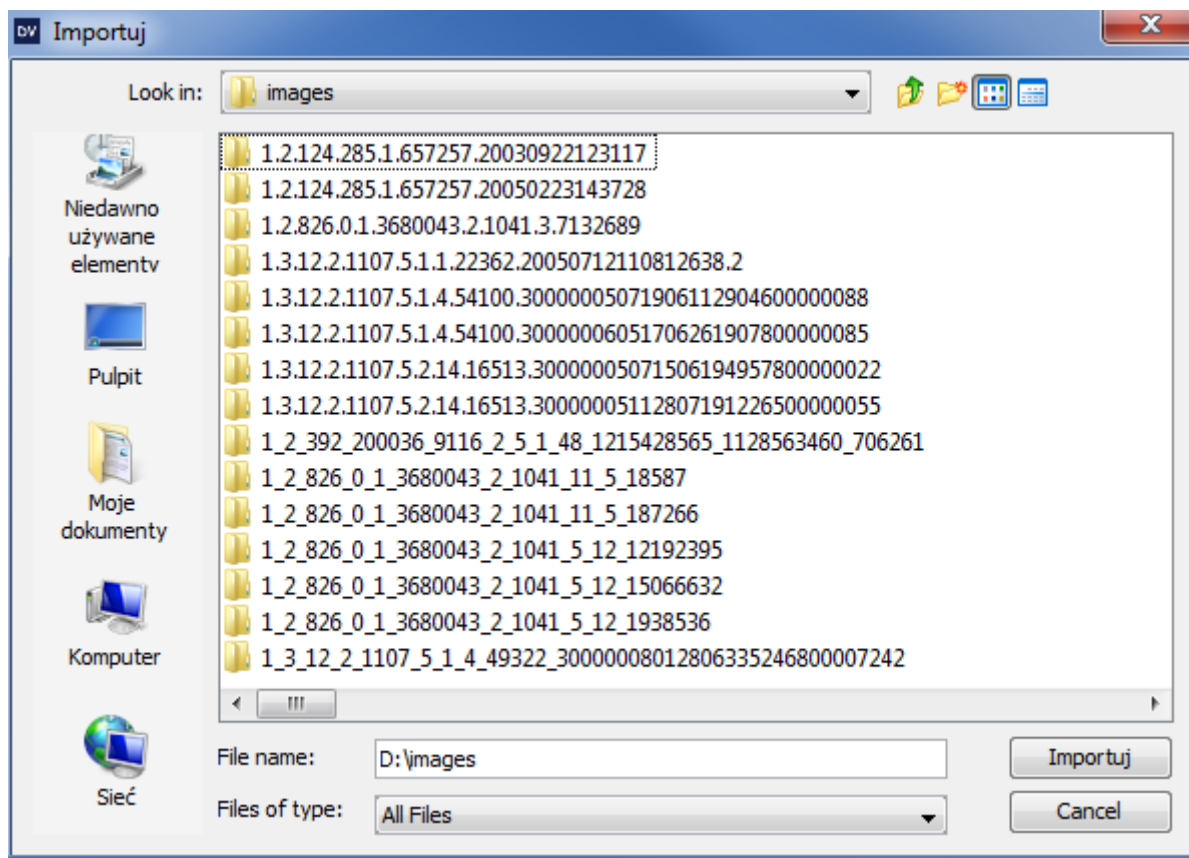 DV Importuj
Look in: images
Niedawno
używane
elementy
Pulpit
Moje
dokumenty
Komputer
Sieć
1.2.124.285.1.657257.20030922123117
1.2.124.285.1.657257.20050223143728
1.2.826.0.1.3680043.2.1041.3.7132689
1.3.12.2.1107.5.1.1.22362.20050712110812638.2
1.3.12.2.1107.5.1.4.54100.30000005071906112904600000088
1.3.12.2.1107.5.1.4.54100.30000006051706261907800000085
1.3.12.2.1107.5.2.14.16513.30000005071506194957800000022
1.3.12.2.1107.5.2.14.16513.30000005112807191226500000055
1_2_392_200036_9116_2_5_1_48_1215428565_1128563460_706261
1_2_826_0_1_3680043_2_1041_11_5_18587
1_2_826_0_1_3680043_2_1041_11_5_187266
1_2_826_0_1_3680043_2_1041_5_12_12192395
1_2_826_0_1_3680043_2_1041_5_12_15066632
1_2_826_0_1_3680043_2_1041_5_12_1938536
1_3_12_2_1107_5_1_4_49322_30000008012806335246800007242
File name: D:\images Importuj
Files of type: All Files Cancel